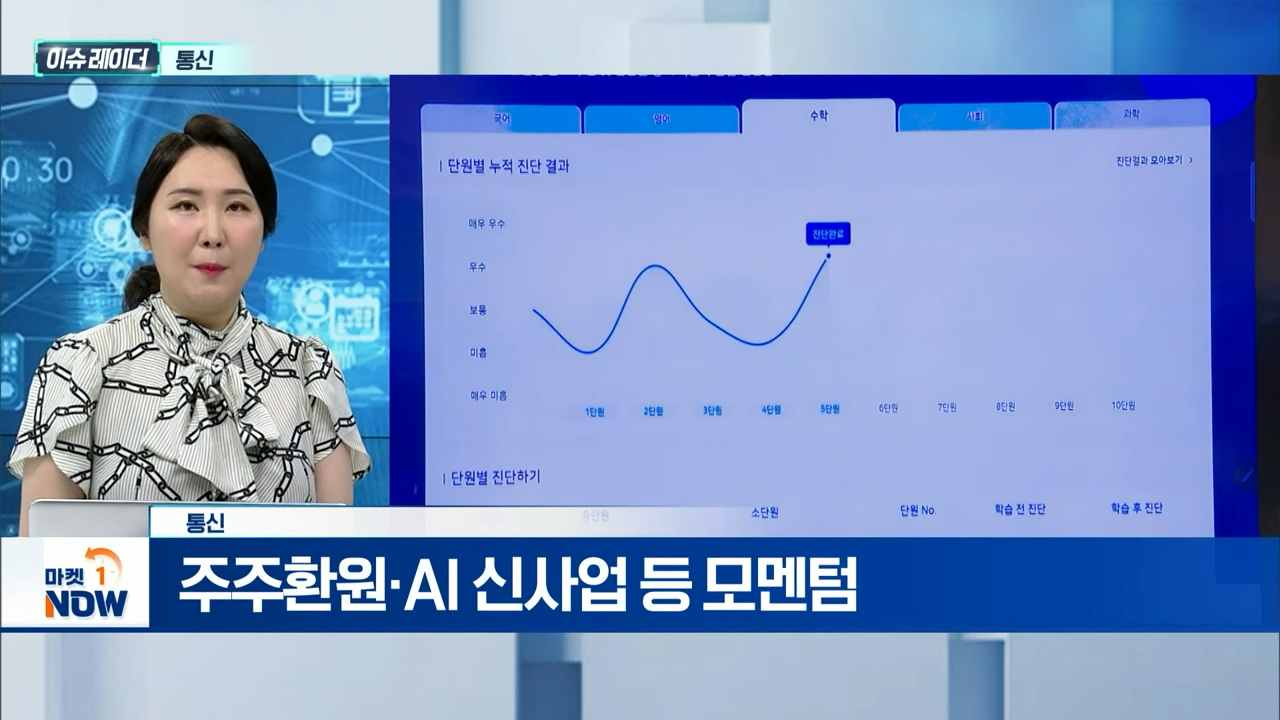 이슈레이더 통신
0:30
국어 영어 수학 사회 과학
단원별 누적 진단 결과
진단결과 모아보기 >
매우 우수
진단완료
우수
보통
미흡
매우 미흡
1단원 2단원 3단원 4단원 5단원 6단원 7단원 8단원 9단원 10단원
단원별 진단하기
중단원 소단원 단원 No. 학습 전 진단 학습 후 진단
통신
마켓 1
NOW
주주환원·AI 신사업 등 모멘텀